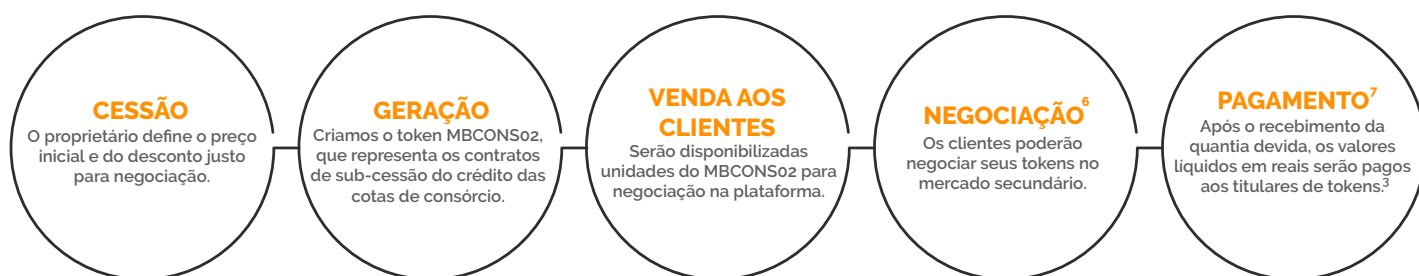 CESSÃO
O proprietário define o preço
inicial e do desconto justo
para negociação.
GERAÇÃO
Criamos o token MBCONS02,
que representa os contratos
de sub-cessão do crédito das
cotas de consórcio.
VENDA AOS
CLIENTES
Serão disponibilizadas
unidades do MBCONS02 para
negociação na plataforma.
NEGOCIAÇÃO⁶
Os clientes poderão
negociar seus tokens no
mercado secundário.
PAGAMENTO⁷
Após o recebimento da
quantia devida, os valores
líquidos em reais serão pagos
aos titulares de tokens.³